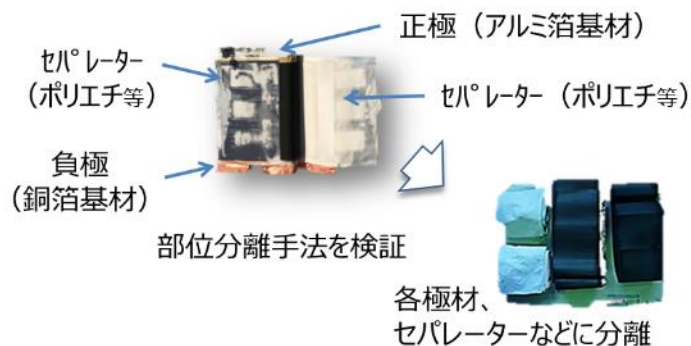 正極（アルミ箔基材）
セパレーター
（ポリエチ等）
セパレーター（ポリエチ等）
負極
（銅箔基材）
部位分離手法を検証
各極材、
セパレーターなどに分離